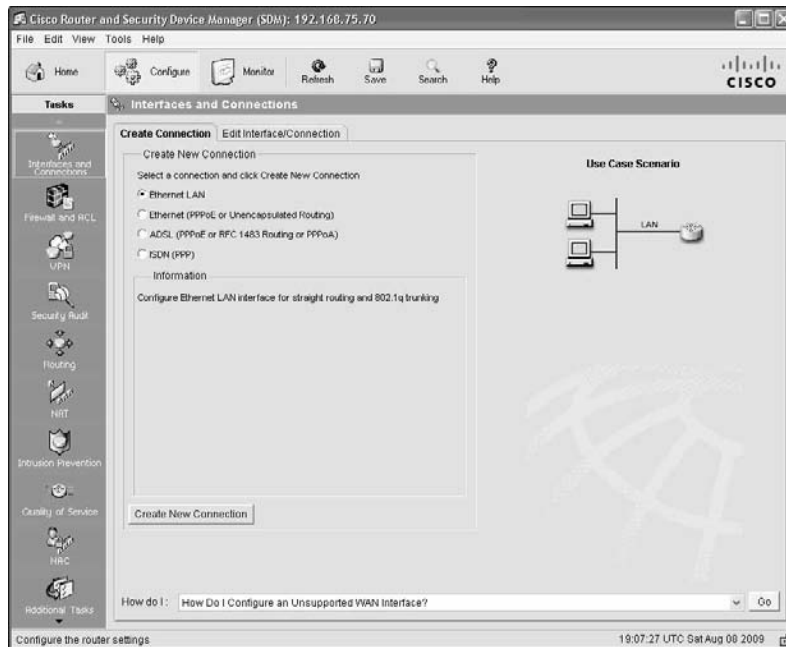 Cisco Router and Security Device Manager (SDM): 192.168.75.70
File Edit View Tools Help
Home
Configure
Monitor
Refresh
Save
Search
Help
CISCO
Tasks
Interfaces and Connections
Interfaces and
Connections
Firewall and ACL
VPN
Security Audit
Routing
NAT
Intrusion Prevention
Quality of Service
NAC
Additional Tasks
Create Connection
Edit Interface/Connection
Create New Connection
Select a connection and click Create New Connection
Ethernet LAN
Ethernet (PPPoE or Unencapsulated Routing)
ADSL (PPPoE or RFC 1483 Routing or PPPoA)
ISDN (PPP)
Information
Configure Ethernet LAN interface for straight routing and 802.1q trunking
Create New Connection
Use Case Scenario
LAN
How do I: How Do I Configure an Unsupported WAN Interface?
Go
Configure the router settings
19:07:27 UTC Sat Aug 08 2009